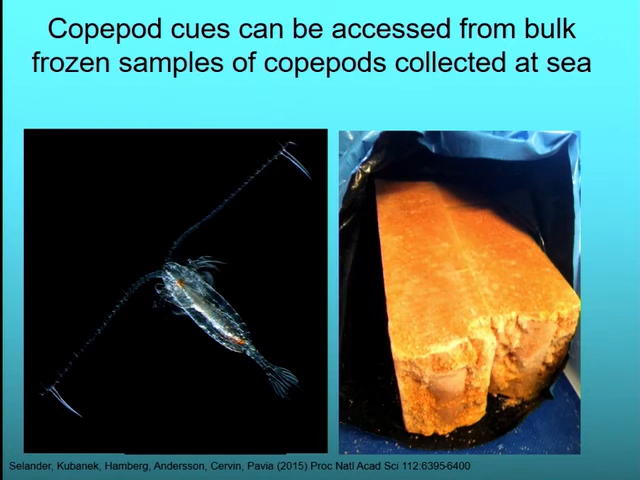 Copepod cues can be accessed from bulk
frozen samples of copepods collected at sea
Selander, Kubanek, Hamberg, Andersson, Cervin, Pavia (2015) Proc Natl Acad Sci 112:6395-6400